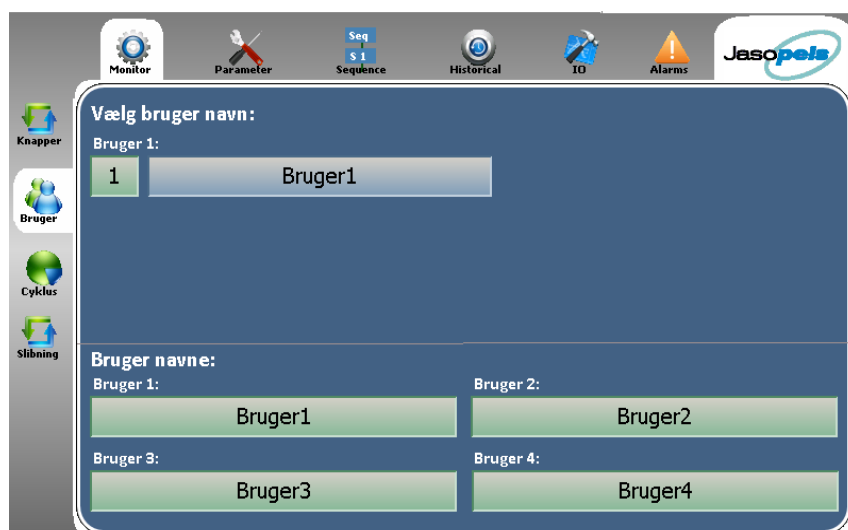 Seq
S 1
Monitor Parameter Sequence Historical IO Alarms
Jasopels
Knapper
Bruger
Cyklus
Slibning
Vælg bruger navn:
Bruger 1:
1 Bruger1
Bruger navne:
Bruger 1: Bruger 2:
Bruger1 Bruger2
Bruger 3: Bruger 4:
Bruger3 Bruger4